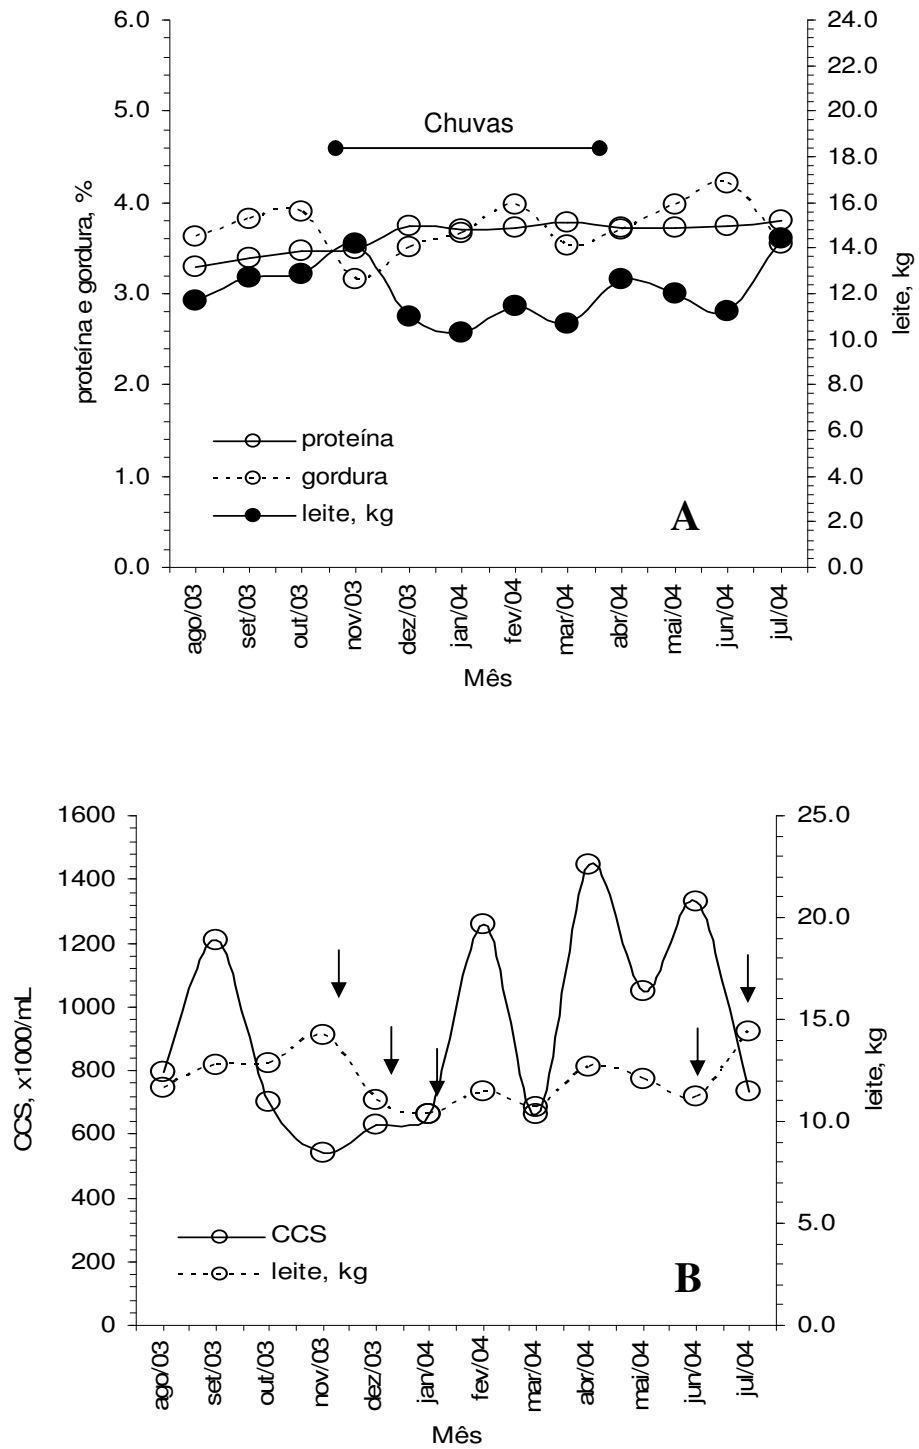 6.0
5.0
4.0
3.0
2.0
1.0
0.0
proteína e gordura, %
24.0
22.0
20.0
18.0
16.0
14.0
12.0
10.0
8.0
6.0
4.0
2.0
0.0
leite, kg
Chuvas
proteína
gordura
leite, kg
A
ago/03
set/03
out/03
nov/03
dez/03
jan/04
fev/04
mar/04
abr/04
mai/04
jun/04
jul/04
Mês
1600
1400
1200
1000
800
600
400
200
0
CCS, x1000/mL
25.0
20.0
15.0
10.0
5.0
0.0
leite, kg
CCS
leite, kg
B
ago/03
set/03
out/03
nov/03
dez/03
jan/04
fev/04
mar/04
abr/04
mai/04
jun/04
jul/04
Mês